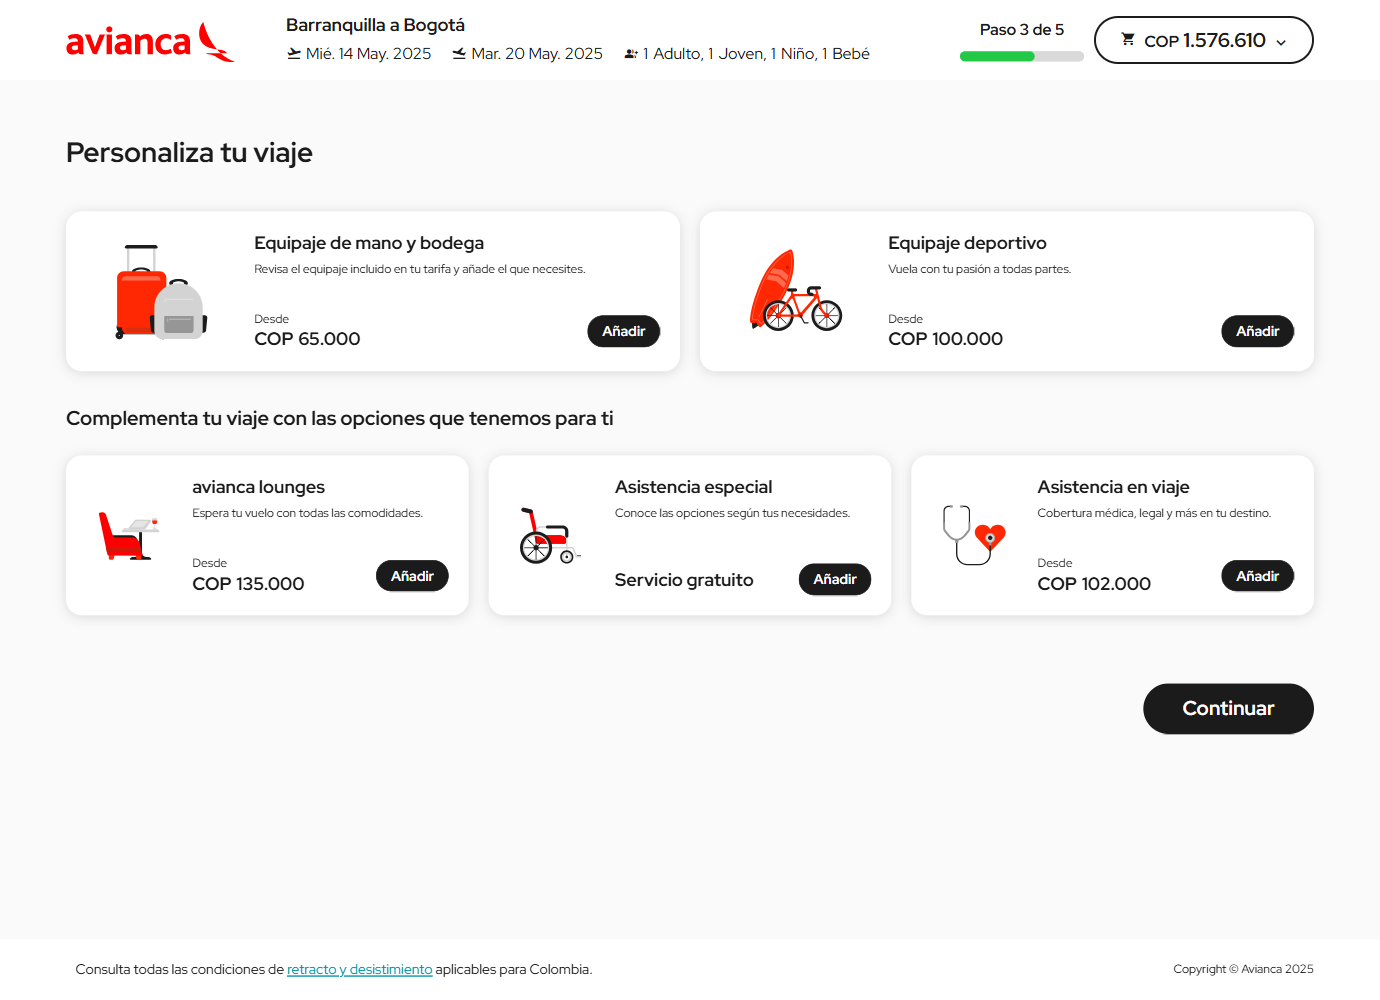 avianca
Barranquilla a Bogotá
Mié. 14 May. 2025 Mar. 20 May. 2025 1 Adulto, 1 Joven, 1 Niño, 1 Bebé
Paso 3 de 5
COP 1.576.610
Personaliza tu viaje
Equipaje de mano y bodega
Revisa el equipaje incluido en tu tarifa y añade el que necesites.
Desde
COP 65.000
Añadir
Equipaje deportivo
Vuela con tu pasión a todas partes.
Desde
COP 100.000
Añadir
Complementa tu viaje con las opciones que tenemos para ti
avianca lounges
Espera tu vuelo con todas las comodidades.
Desde
COP 135.000
Añadir
Asistencia especial
Conoce las opciones según tus necesidades.
Servicio gratuito
Añadir
Asistencia en viaje
Cobertura médica, legal y más en tu destino.
Desde
COP 102.000
Añadir
Continuar
Consulta todas las condiciones de retracto y desistimiento aplicables para Colombia.
Copyright © Avianca 2025